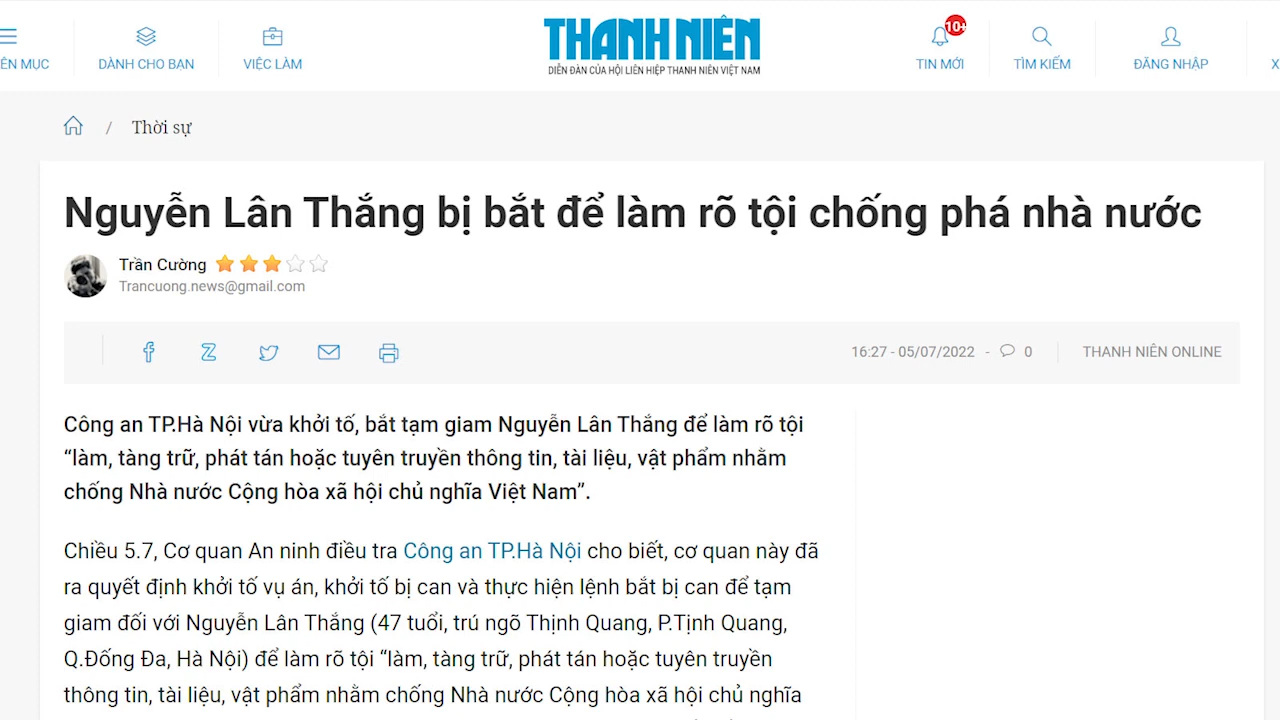 ÊN MỤC
DÀNH CHO BẠN
VIỆC LÀM
THANH NIÊN
DIỄN ĐÀN CỦA HỘI LIÊN HIỆP THANH NIÊN VIỆT NAM
10+
TIN MỚI
TÌM KIẾM
ĐĂNG NHẬP
X
/ Thời sự
Nguyễn Lân Thắng bị bắt để làm rõ tội chống phá nhà nước
Trần Cường
Trancuong.news@gmail.com
16:27 - 05/07/2022 - 0
THANH NIÊN ONLINE
Công an TP.Hà Nội vừa khởi tố, bắt tạm giam Nguyễn Lân Thắng để làm rõ tội
“làm, tàng trữ, phát tán hoặc tuyên truyền thông tin, tài liệu, vật phẩm nhằm
chống Nhà nước Cộng hòa xã hội chủ nghĩa Việt Nam”.
Chiều 5.7, Cơ quan An ninh điều tra Công an TP.Hà Nội cho biết, cơ quan này đã
ra quyết định khởi tố vụ án, khởi tố bị can và thực hiện lệnh bắt bị can để tạm
giam đối với Nguyễn Lân Thắng (47 tuổi, trú ngõ Thịnh Quang, P.Tịnh Quang,
Q.Đống Đa, Hà Nội) để làm rõ tội “làm, tàng trữ, phát tán hoặc tuyên truyền
thông tin, tài liệu, vật phẩm nhằm chống Nhà nước Cộng hòa xã hội chủ nghĩa